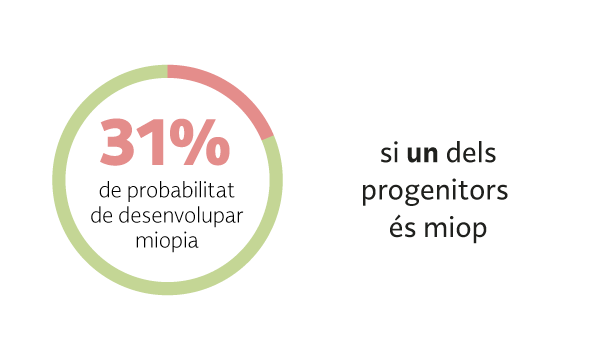 31%
de probabilitat
de desenvolupar
miopia
si un dels
progenitors
és miop